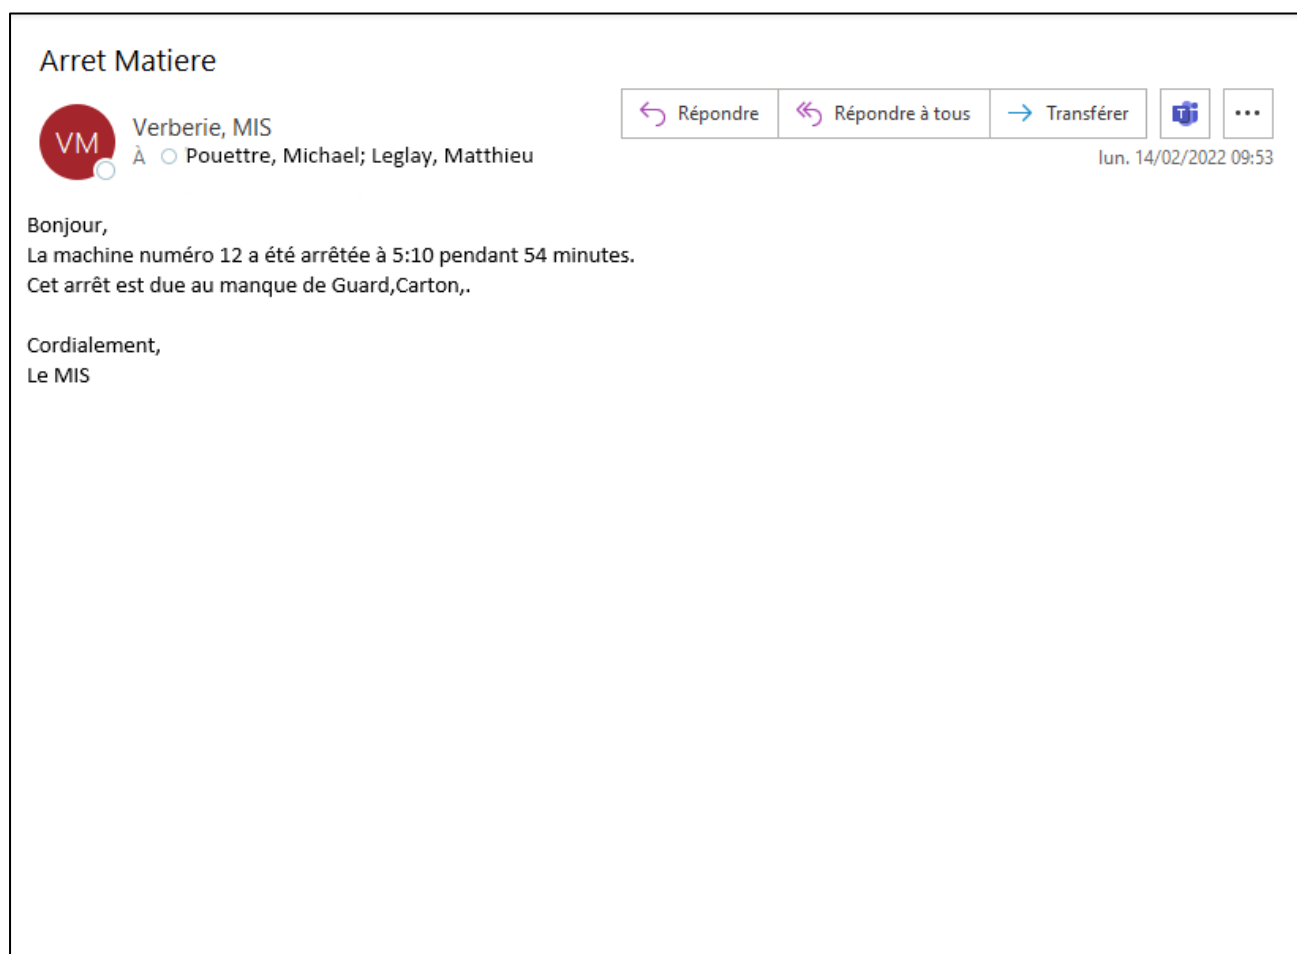 Arret Matiere
VM
Verberie, MIS
À Pouettre, Michael; Leglay, Matthieu
Répondre
Répondre à tous
Transférer
lun. 14/02/2022 09:53
Bonjour,
La machine numéro 12 a été arrêtée à 5:10 pendant 54 minutes.
Cet arrêt est due au manque de Guard,Carton,.
Cordialement,
Le MIS